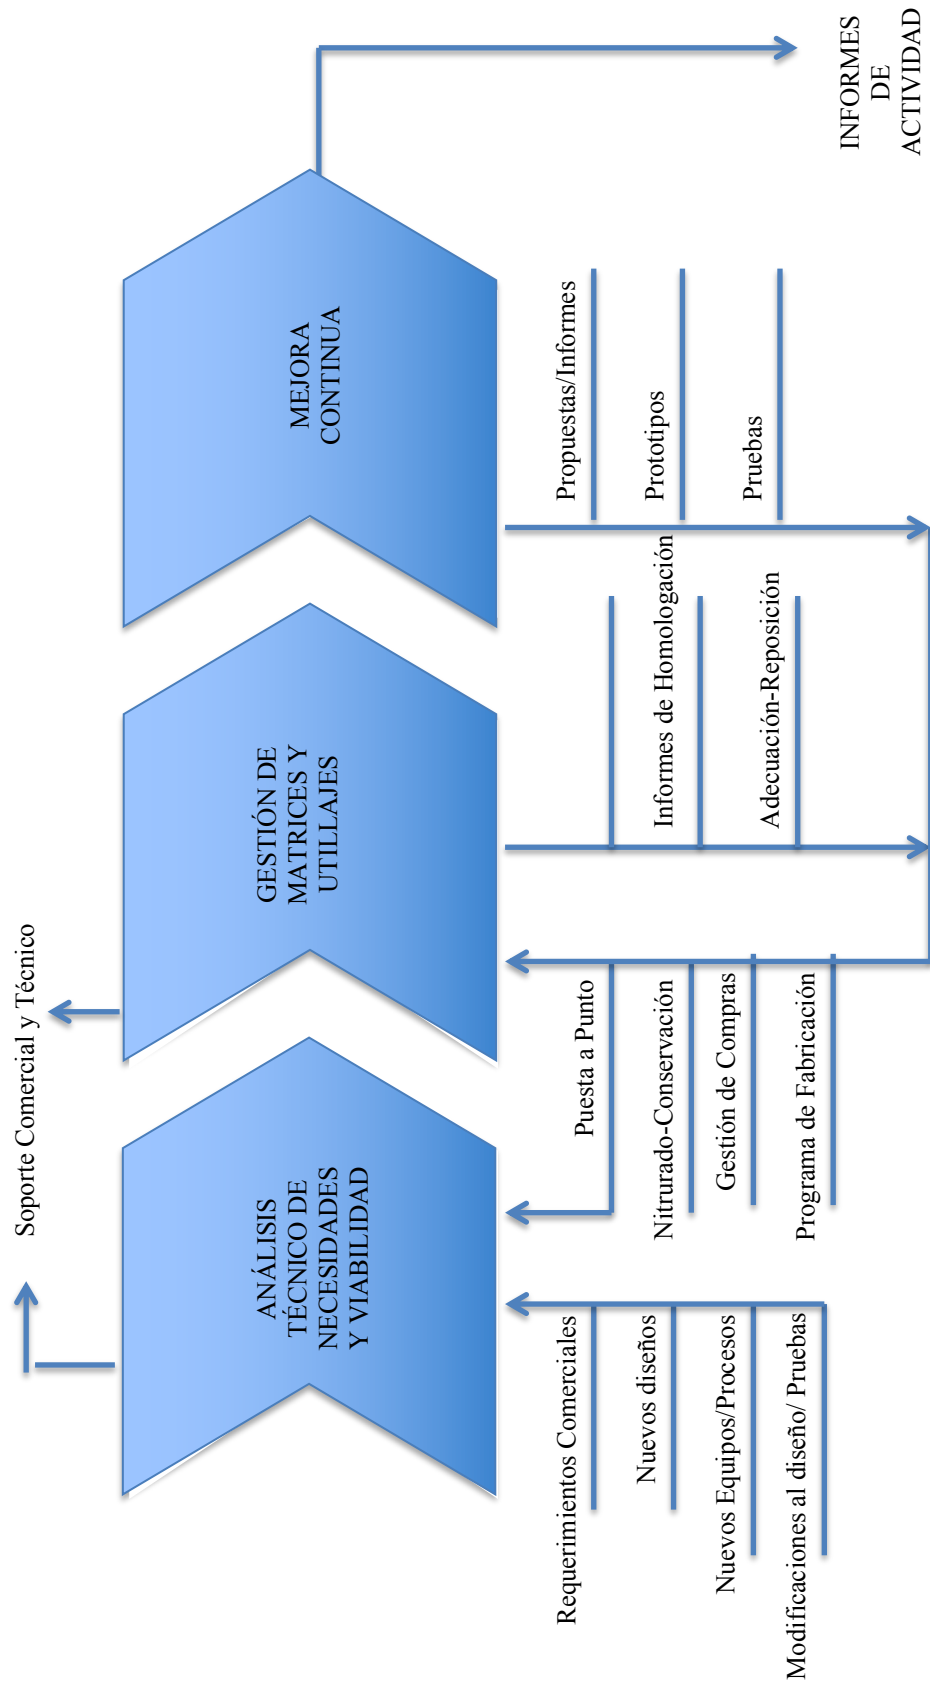 Soporte Comercial y Técnico
ANÁLISIS
TÉCNICO DE
NECESIDADES
Y VIABILIDAD
GESTIÓN DE
MATRICES Y
UTILLAJES
MEJORA
CONTINUA
Requerimientos Comerciales
Nuevos diseños
Nuevos Equipos/Procesos
Modificaciones al diseño/ Pruebas
Puesta a Punto
Nitrurado-Conservación
Gestión de Compras
Programa de Fabricación
Informes de Homologación
Adecuación-Reposición
Propuestas/Informes
Prototipos
Pruebas
INFORMES
DE
ACTIVIDAD